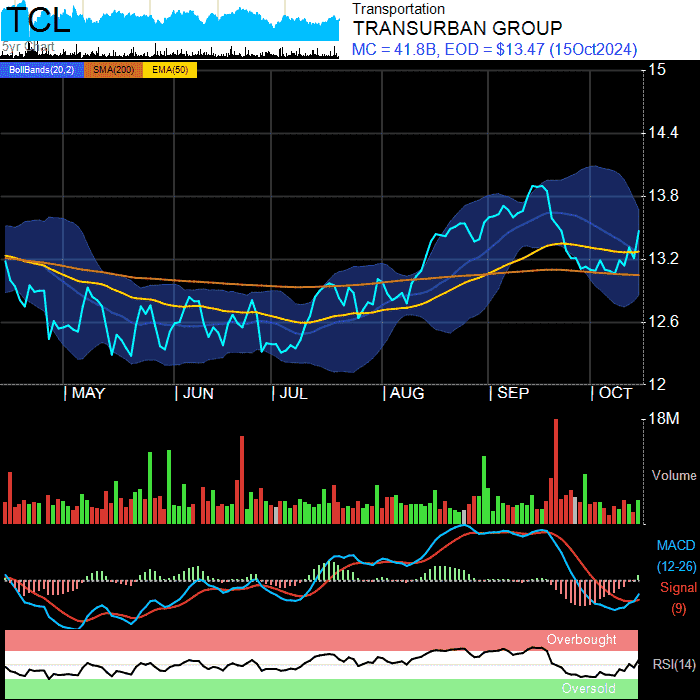 TCL
5yr Chart
Transportation
TRANSURBAN GROUP
MC = 41.8B, EOD = $13.47 (15Oct2024)
BollBands(20,2) SMA(200) EMA(50)
15
14.4
13.8
13.2
12.6
12
MAY JUN JUL AUG SEP OCT
18M
Volume
MACD
(12-26)
Signal
(9)
Overbought
RSI(14)
Oversold